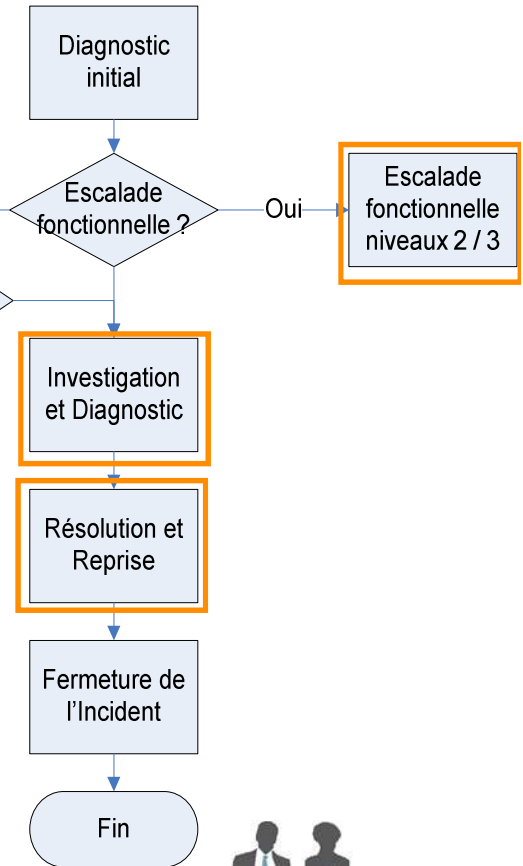 Diagnostic
initial
Escalade
fonctionnelle ?
Oui
Escalade
fonctionnelle
niveaux 2 / 3
Investigation
et Diagnostic
Résolution et
Reprise
Fermeture de
l'Incident
Fin